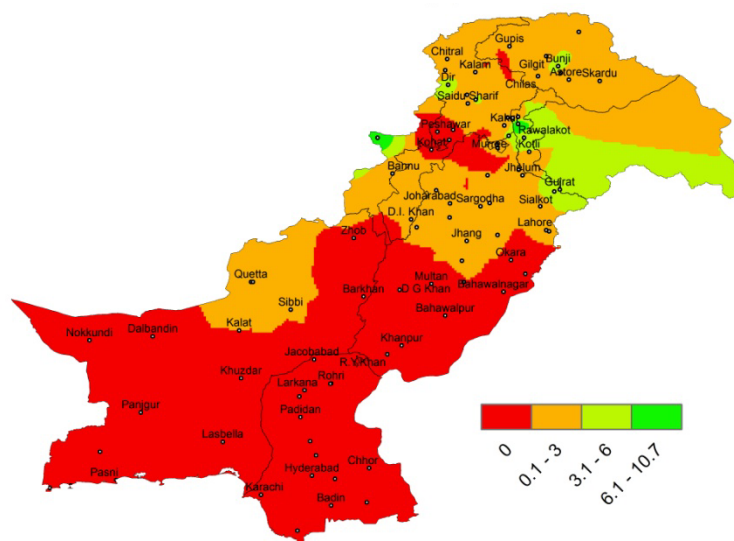 Gupis
Chitral
Bunji
Kalam
Gilgit
Astore
Skardu
Dir
Chilas
Saidu Sharif
Kakul
Peshawar
Rawalakot
Kohat
Murree
Kotli
Bannu
Jhelum
Gujrat
Joharabad
Sargodha
Sialkot
D.I. Khan
Lahore
Zhob
Jhang
Okara
Quetta
Multan
Barkhan
D G Khan
Bahawalnagar
Sibbi
Bahawalpur
Kalat
Nokkundi
Dalbandin
Khanpur
Jacobabad
R.Y.Khan
Khuzdar
Rohri
Larkana
Panjgur
Padidan
Lasbella
Pasni
Hyderabad
Chhor
Karachi
Badin
0
0.1 - 3
3.1 - 6
6.1 - 10.7